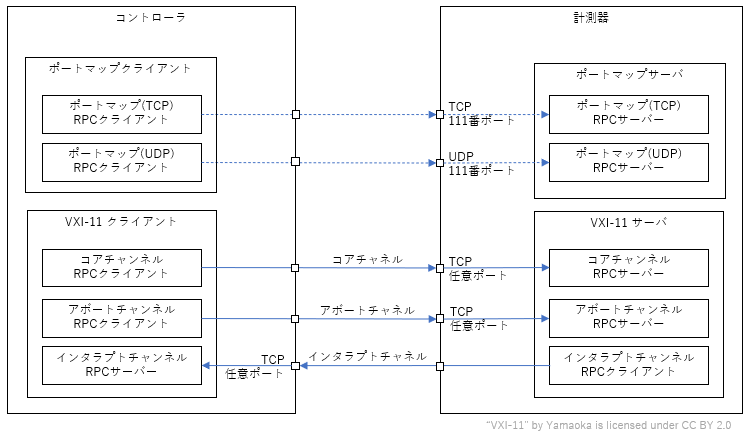 コントローラ
計測器
ポートマップクライアント
ポートマップ(TCP)
RPCクライアント
ポートマップ(UDP)
RPCクライアント
TCP
111番ポート
UDP
111番ポート
ポートマップサーバ
ポートマップ(TCP)
RPCサーバー
ポートマップ(UDP)
RPCサーバー
VXI-11 クライアント
コアチャンネル
RPCクライアント
アボートチャンネル
RPCクライアント
インタラプトチャンネル
RPCサーバー
コアチャネル
アボートチャネル
インタラプトチャネル
TCP
任意ポート
TCP
任意ポート
TCP
任意ポート
VXI-11 サーバ
コアチャンネル
RPCサーバー
アボートチャンネル
RPCサーバー
インタラプトチャンネル
RPCクライアント
"VXI-11" by Yamaoka is licensed under CC BY 2.0